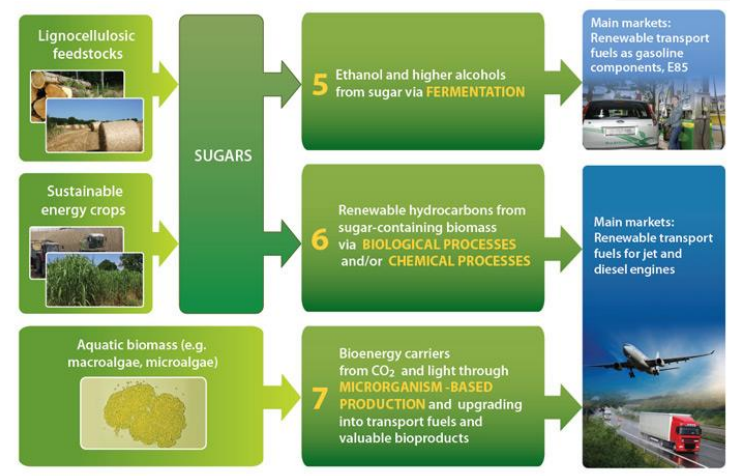 Lignocellulosic
feedstocks
SUGARS
5 Ethanol and higher alcohols
from sugar via FERMENTATION
Main markets:
Renewable transport
fuels as gasoline
components, E85
Sustainable
energy crops
6 Renewable hydrocarbons from
sugar-containing biomass
via BIOLOGICAL PROCESSES
and/or CHEMICAL PROCESSES
Main markets:
Renewable transport
fuels for jet and
diesel engines
Aquatic biomass (e.g.
macroalgae, microalgae)
7 Bioenergy carriers
from CO₂ and light through
MICRORGANISM-BASED
PRODUCTION and upgrading
into transport fuels and
valuable bioproducts